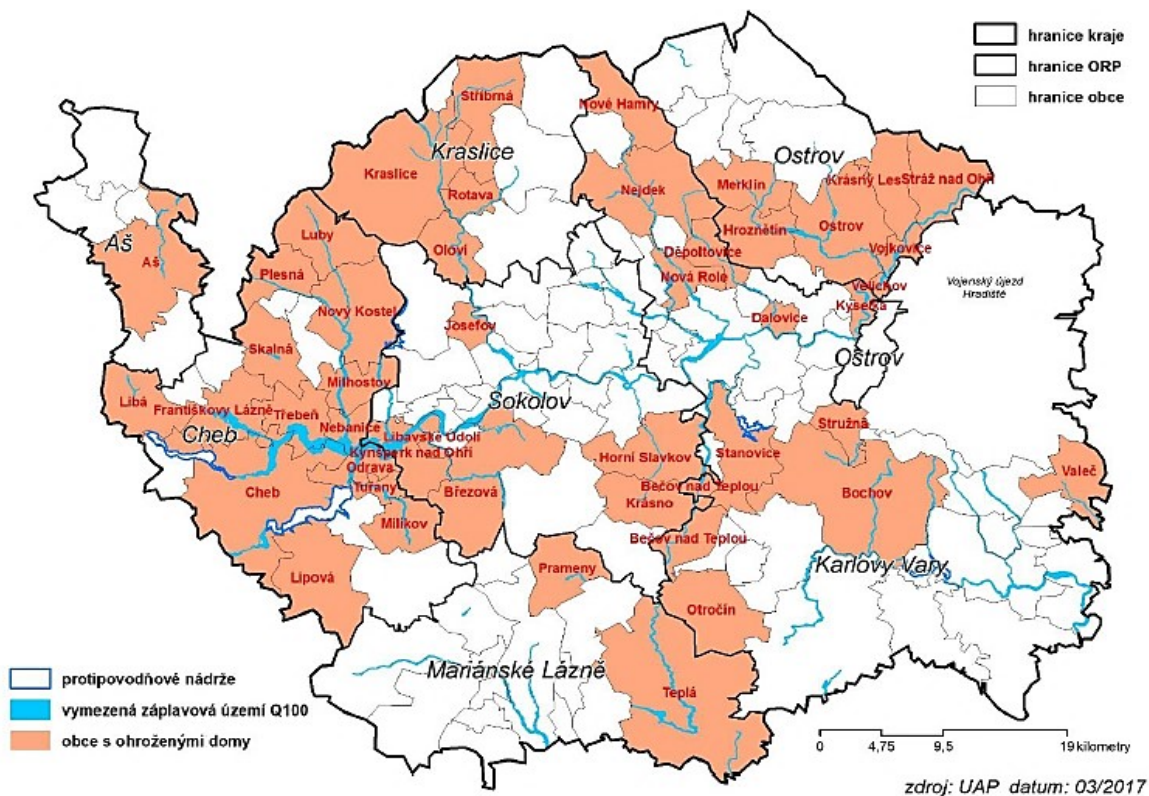 hranice kraje
hranice ORP
hranice obce
Stříbrná
Nové Hamry
Kraslice
Ostrov
Kraslice
Rotava
Nejdek
Merklín
Krásný Les
Stráž nad Ohří
Hroznětín
Ostrov
Luby
Aš
Aš
Olovi
Děpoltovice
Vojkovice
Plesná
Nová Role
Velichov
Vojenský újezd
Hradiště
Nový Kostel
Josefov
Dalovice
Kyselka
Skalná
Ostrov
Milhostov
Libá
Františkovy Lázně
Třebeň
Sokolov
Nebanice
Cheb
Libavské Údolí
Stružná
Kynšperk nad Ohří
Horní Slavkov
Stanovice
Odrava
Cheb
Tuřany
Březová
Bečov nad Teplou
Bochov
Valeč
Krásno
Milíkov
Bečov nad Teplou
Prameny
Karlovy Vary
Lipová
Otročín
Mariánské Lázně
Teplá
protipovodňové nádrže
vymezená záplavová území Q100
obce s ohroženými domy
0 4,75 9,5 19 kilometry
zdroj: UAP datum: 03/2017